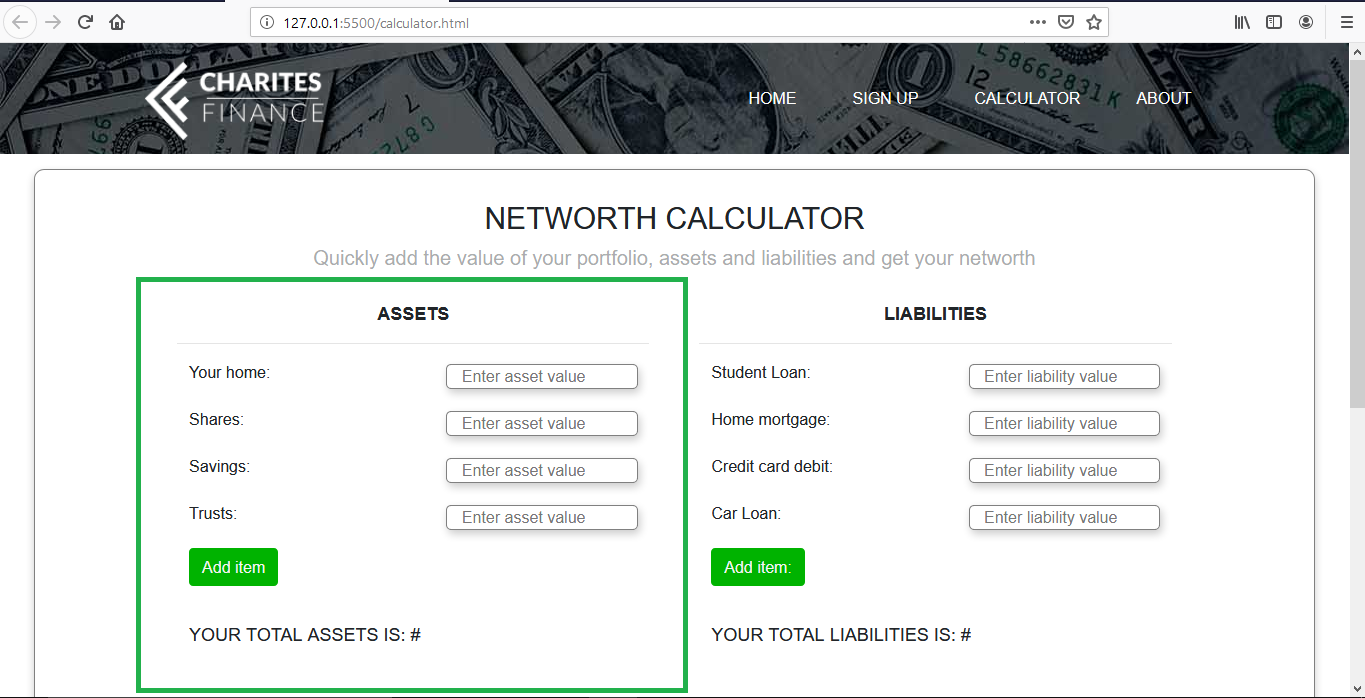 127.0.0.1:5500/calculator.html
CHARITES
FINANCE
HOME SIGN UP CALCULATOR ABOUT
NETWORTH CALCULATOR
Quickly add the value of your portfolio, assets and liabilities and get your networth
ASSETS
Your home: Enter asset value
Shares: Enter asset value
Savings: Enter asset value
Trusts: Enter asset value
Add item
YOUR TOTAL ASSETS IS: #
LIABILITIES
Student Loan: Enter liability value
Home mortgage: Enter liability value
Credit card debit: Enter liability value
Car Loan: Enter liability value
Add item:
YOUR TOTAL LIABILITIES IS: #